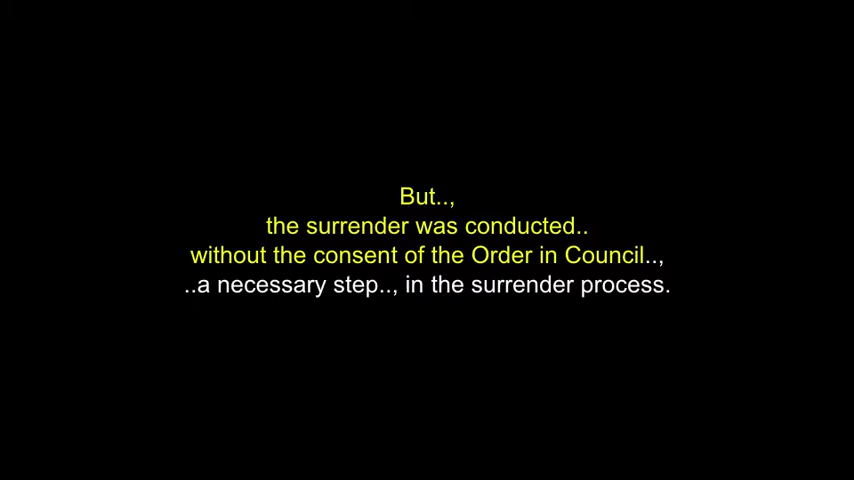 But..,
the surrender was conducted..
without the consent of the Order in Council..,
..a necessary step.., in the surrender process.